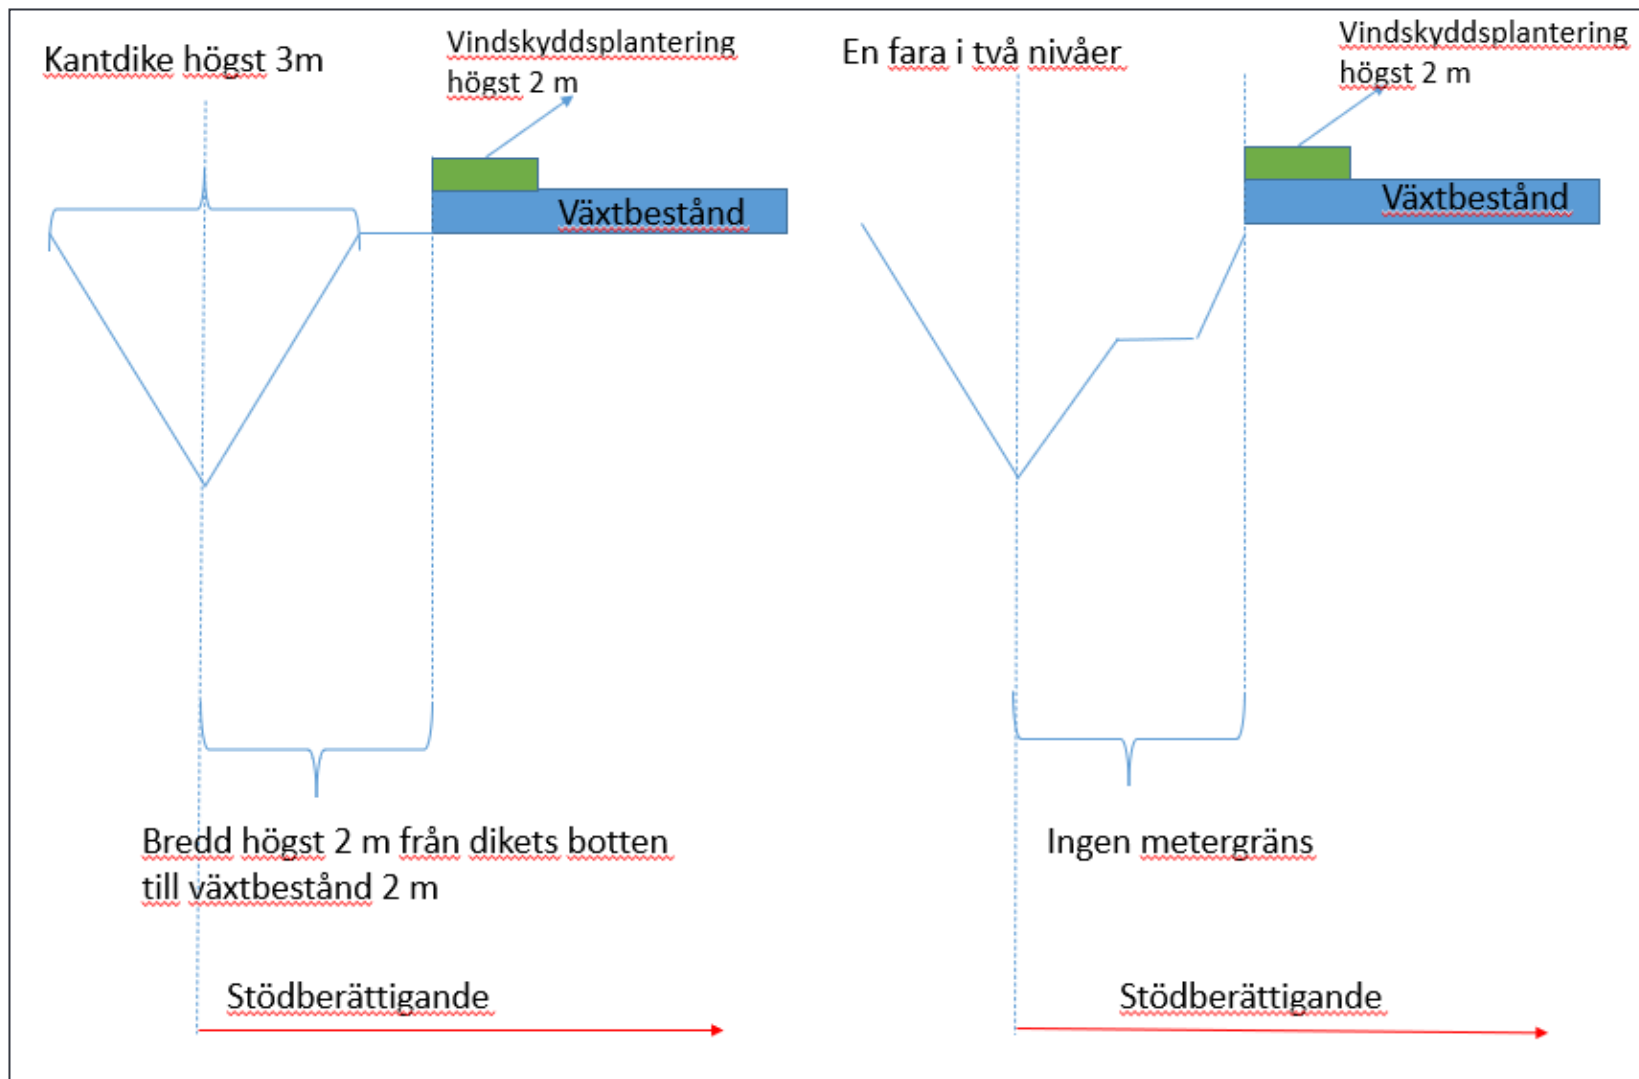 Kantdike högst 3m
Vindskyddsplantering
högst 2 m
Växtbestånd
Bredd högst 2 m från dikets botten
till växtbestånd 2 m
Stödberättigande
En fara i två nivåer
Vindskyddsplantering
högst 2 m
Växtbestånd
Ingen metergräns
Stödberättigande